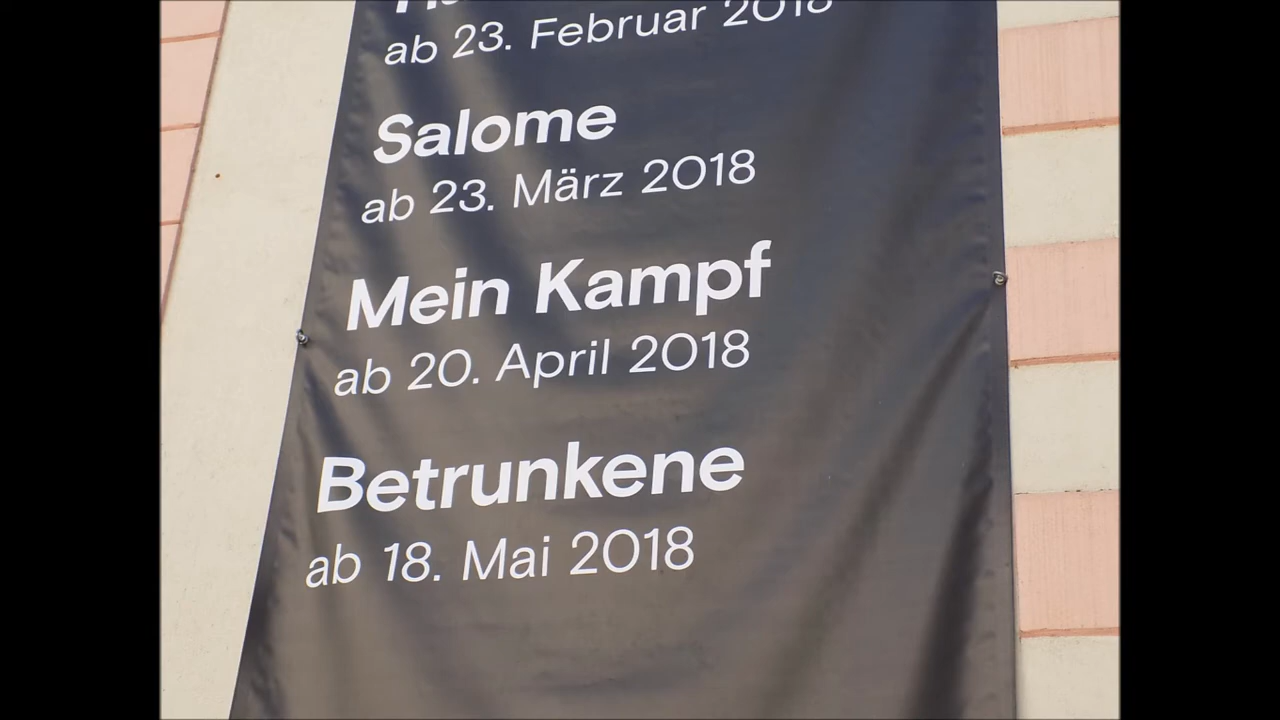 ab 23. Februar 2018
Salome
ab 23. März 2018
Mein Kampf
ab 20. April 2018
Betrunkene
ab 18. Mai 2018